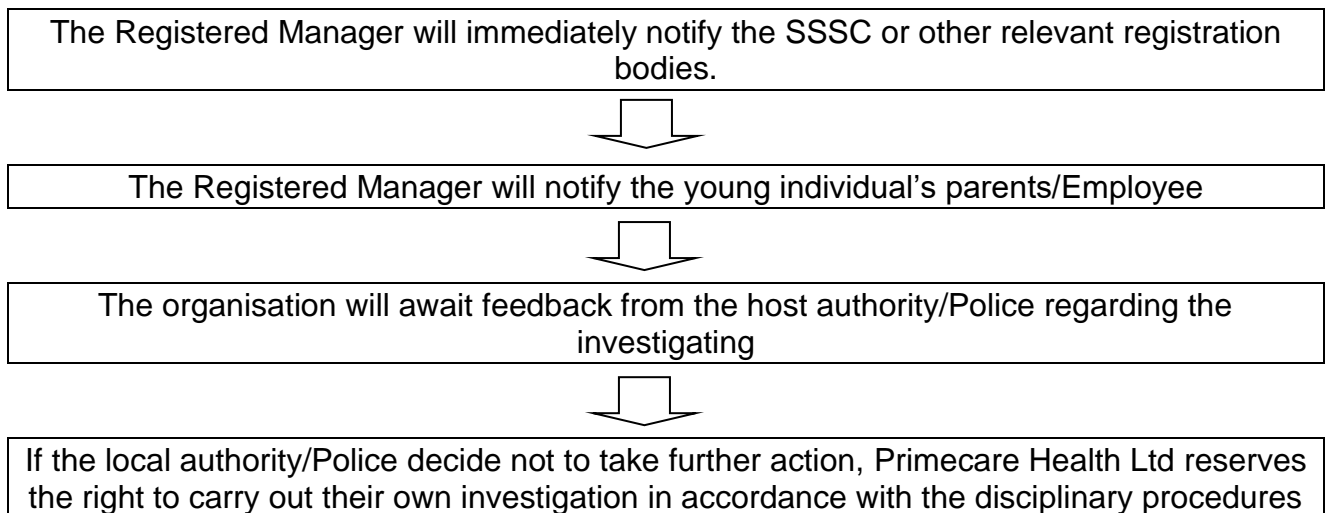 The Registered Manager will immediately notify the SSSC or other relevant registration
bodies.
The Registered Manager will notify the young individual’s parents/Employee
The organisation will await feedback from the host authority/Police regarding the
investigating
If the local authority/Police decide not to take further action, Primecare Health Ltd reserves
the right to carry out their own investigation in accordance with the disciplinary procedures